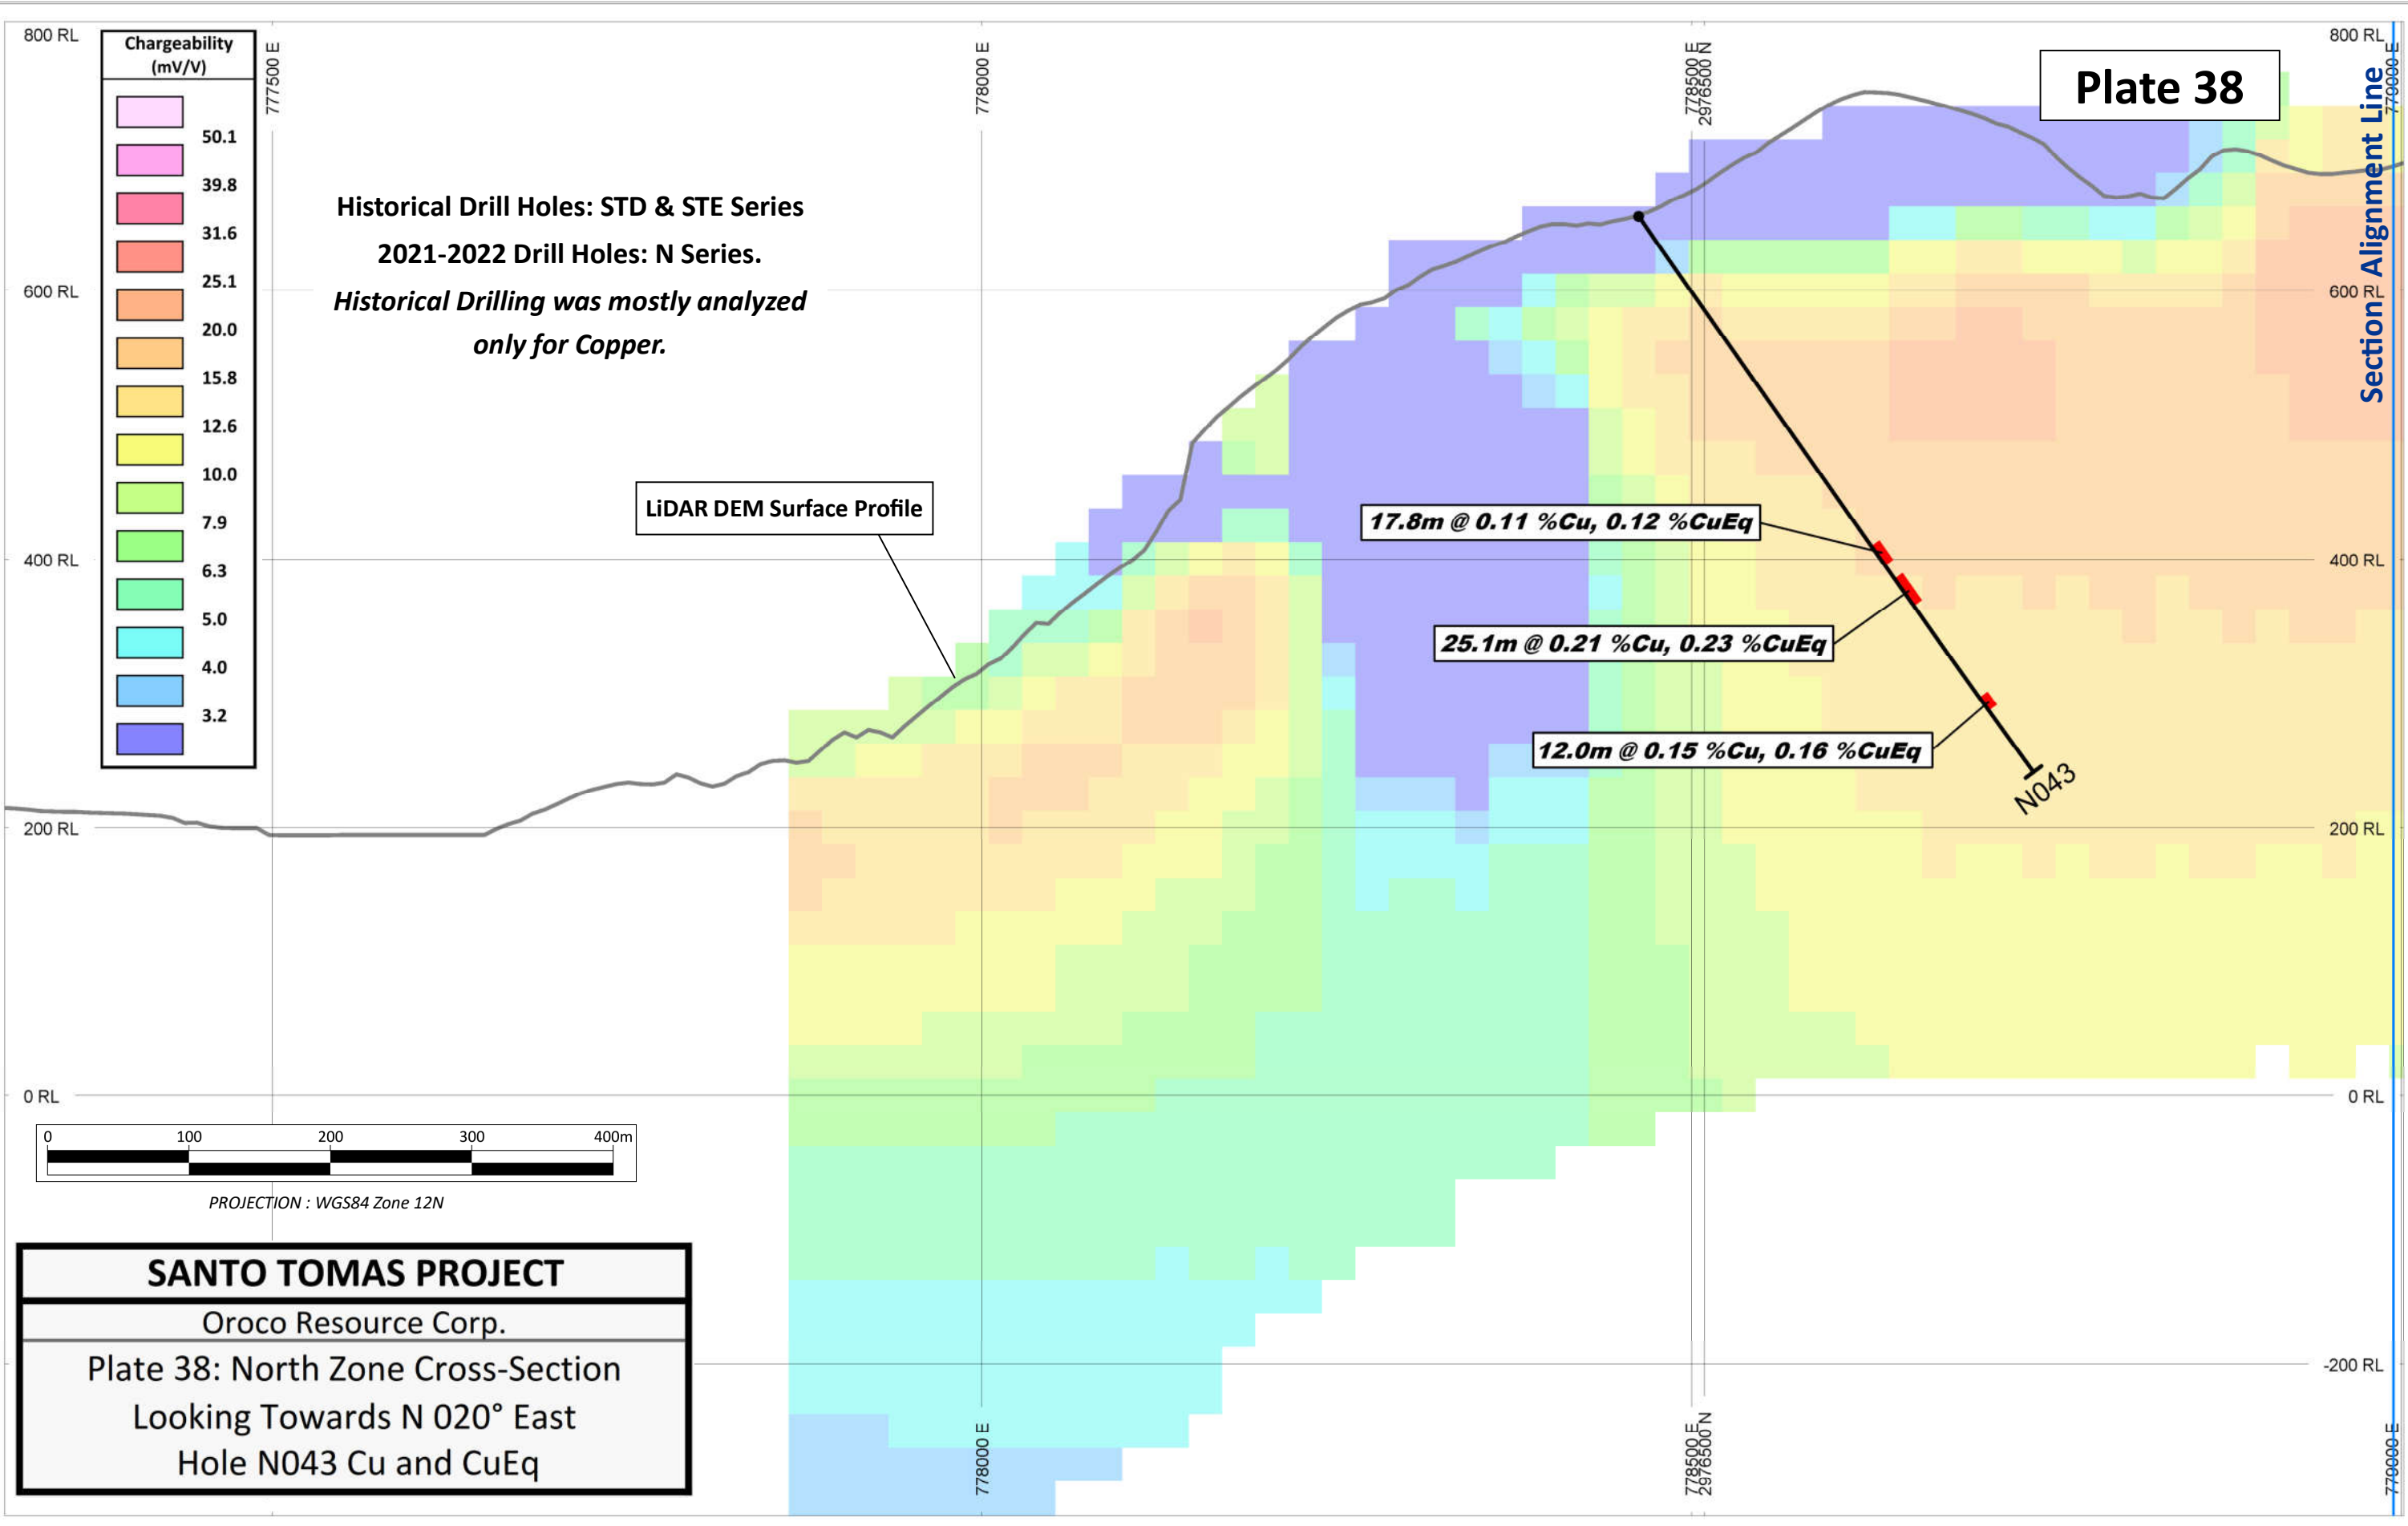 800 RL
Chargeability
(mV/V)
50.1
39.8
31.6
25.1
20.0
15.8
12.6
10.0
7.9
6.3
5.0
4.0
3.2
777500 E
778000 E
778500 E
2976500 N
800 RL
779000 E
Plate 38
Section Alignment Line
Historical Drill Holes: STD & STE Series
2021-2022 Drill Holes: N Series.
Historical Drilling was mostly analyzed
only for Copper.
600 RL
600 RL
LiDAR DEM Surface Profile
17.8m @ 0.11 %Cu, 0.12 %CuEq
400 RL
400 RL
25.1m @ 0.21 %Cu, 0.23 %CuEq
12.0m @ 0.15 %Cu, 0.16 %CuEq
N043
200 RL
200 RL
0 RL
0 RL
0 100 200 300 400m
PROJECTION : WGS84 Zone 12N
-200 RL
SANTO TOMAS PROJECT
Oroco Resource Corp.
Plate 38: North Zone Cross-Section
Looking Towards N 020° East
Hole N043 Cu and CuEq
778000 E
778500 E
2976500 N
779000 E